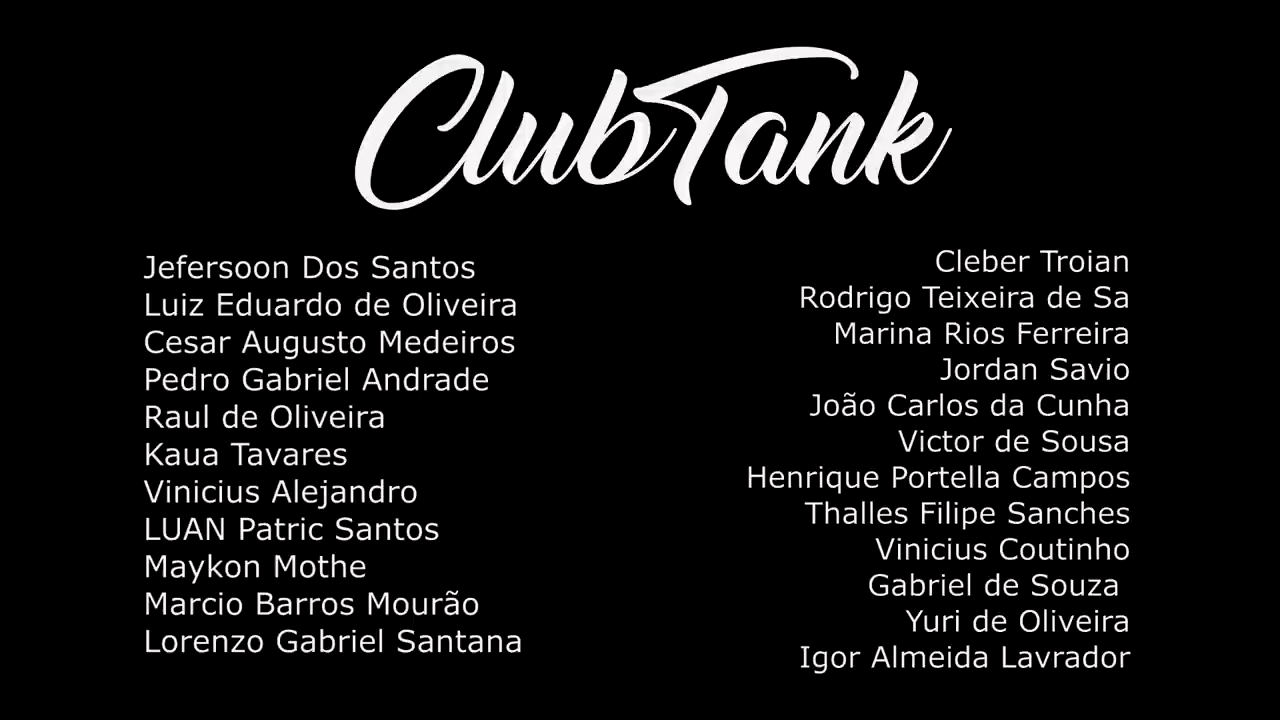 ClubTank
Jefersoon Dos Santos
Luiz Eduardo de Oliveira
Cesar Augusto Medeiros
Pedro Gabriel Andrade
Raul de Oliveira
Kaua Tavares
Vinicius Alejandro
LUAN Patric Santos
Maykon Mothe
Marcio Barros Mourão
Lorenzo Gabriel Santana
Cleber Troian
Rodrigo Teixeira de Sa
Marina Rios Ferreira
Jordan Savio
João Carlos da Cunha
Victor de Sousa
Henrique Portella Campos
Thalles Filipe Sanches
Vinicius Coutinho
Gabriel de Souza
Yuri de Oliveira
Igor Almeida Lavrador